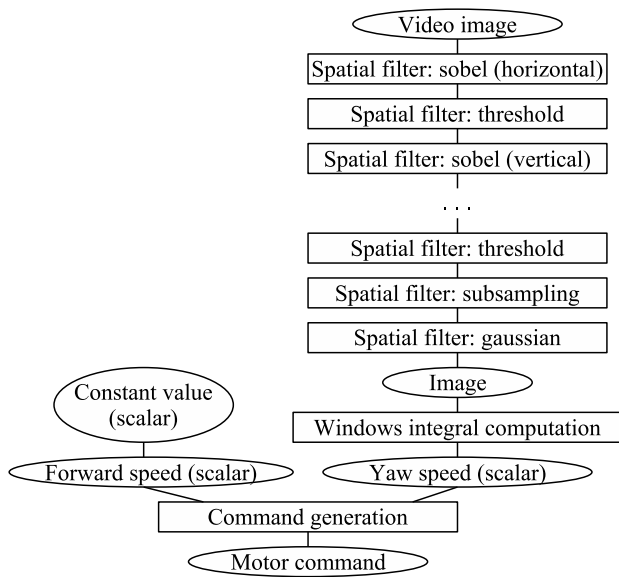 Video image
Spatial filter: sobel (horizontal)
Spatial filter: threshold
Spatial filter: sobel (vertical)
. . .
Spatial filter: threshold
Spatial filter: subsampling
Spatial filter: gaussian
Image
Constant value
(scalar)
Windows integral computation
Forward speed (scalar)
Yaw speed (scalar)
Command generation
Motor command